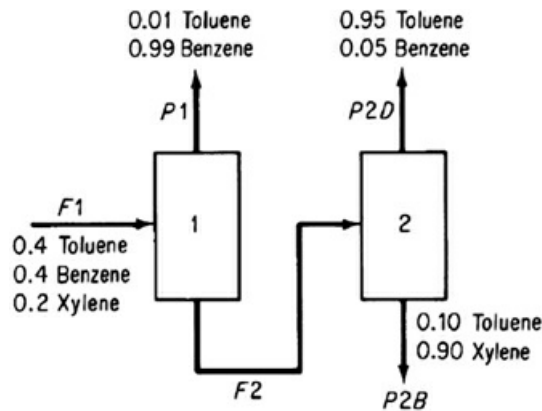 0.01 Toluene
0.99 Benzene
0.95 Toluene
0.05 Benzene
P1
P2D
F1
1
2
0.4 Toluene
0.4 Benzene
0.2 Xylene
0.10 Toluene
0.90 Xylene
F2
P2B